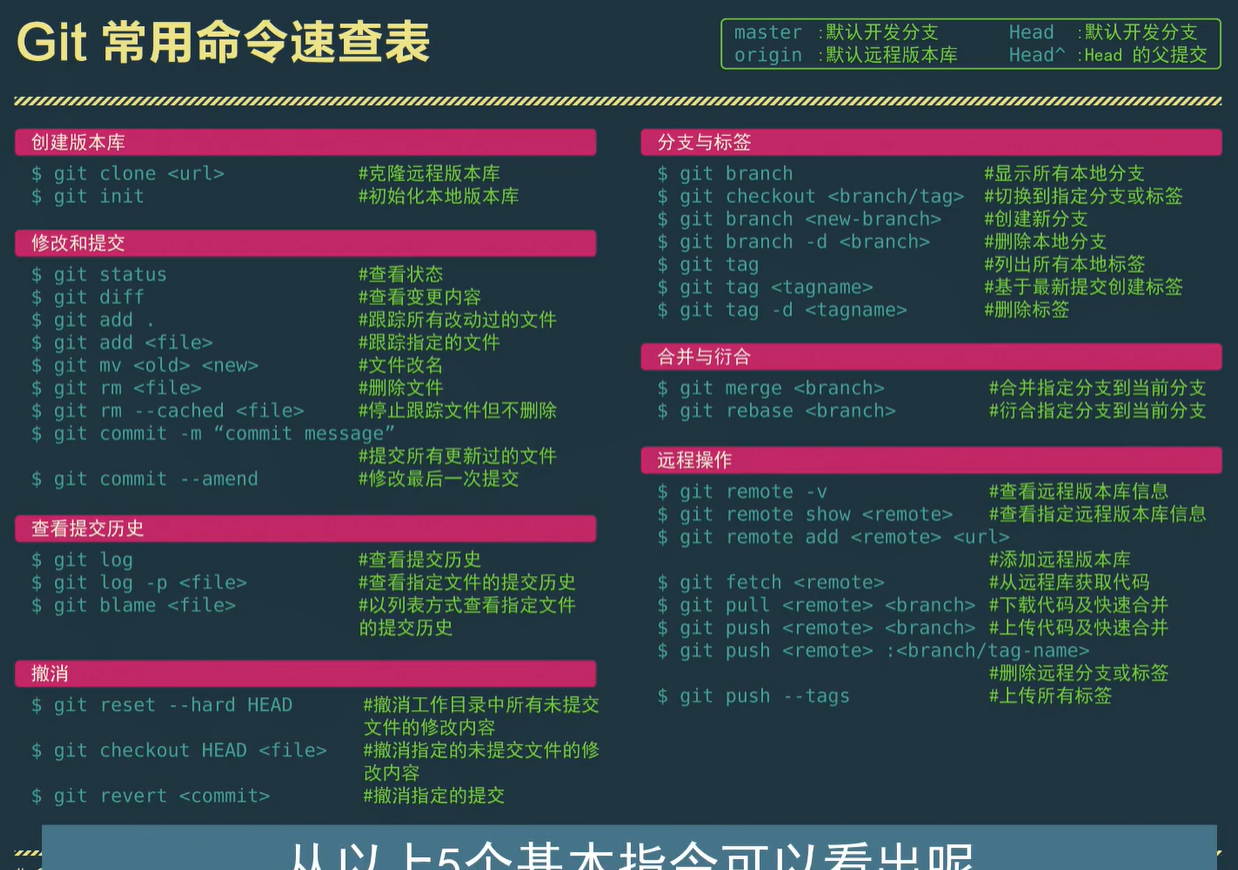 Git 常用命令速查表
master :默认开发分支 Head :默认开发分支
origin :默认远程版本库 Head^ :Head 的父提交
创建版本库
$ git clone <url> #克隆远程版本库
$ git init #初始化本地版本库
修改和提交
$ git status #查看状态
$ git diff #查看变更内容
$ git add . #跟踪所有改动过的文件
$ git add <file> #跟踪指定的文件
$ git mv <old> <new> #文件改名
$ git rm <file> #删除文件
$ git rm --cached <file> #停止跟踪文件但不删除
$ git commit -m “commit message”
#提交所有更新过的文件
$ git commit --amend #修改最后一次提交
查看提交历史
$ git log #查看提交历史
$ git log -p <file> #查看指定文件的提交历史
$ git blame <file> #以列表方式查看指定文件
的提交历史
撤消
$ git reset --hard HEAD #撤消工作目录中所有未提交
文件的修改内容
$ git checkout HEAD <file> #撤消指定的未提交文件的修
改内容
$ git revert <commit> #撤消指定的提交
分支与标签
$ git branch #显示所有本地分支
$ git checkout <branch/tag> #切换到指定分支或标签
$ git branch <new-branch> #创建新分支
$ git branch -d <branch> #删除本地分支
$ git tag #列出所有本地标签
$ git tag <tagname> #基于最新提交创建标签
$ git tag -d <tagname> #删除标签
合并与衍合
$ git merge <branch> #合并指定分支到当前分支
$ git rebase <branch> #衍合指定分支到当前分支
远程操作
$ git remote -v #查看远程版本库信息
$ git remote show <remote> #查看指定远程版本库信息
$ git remote add <remote> <url>
#添加远程版本库
$ git fetch <remote> #从远程库获取代码
$ git pull <remote> <branch> #下载代码及快速合并
$ git push <remote> <branch> #上传代码及快速合并
$ git push <remote> :<branch/tag-name>
#删除远程分支或标签
$ git push --tags #上传所有标签
从以上5个基本指令可以看出呢